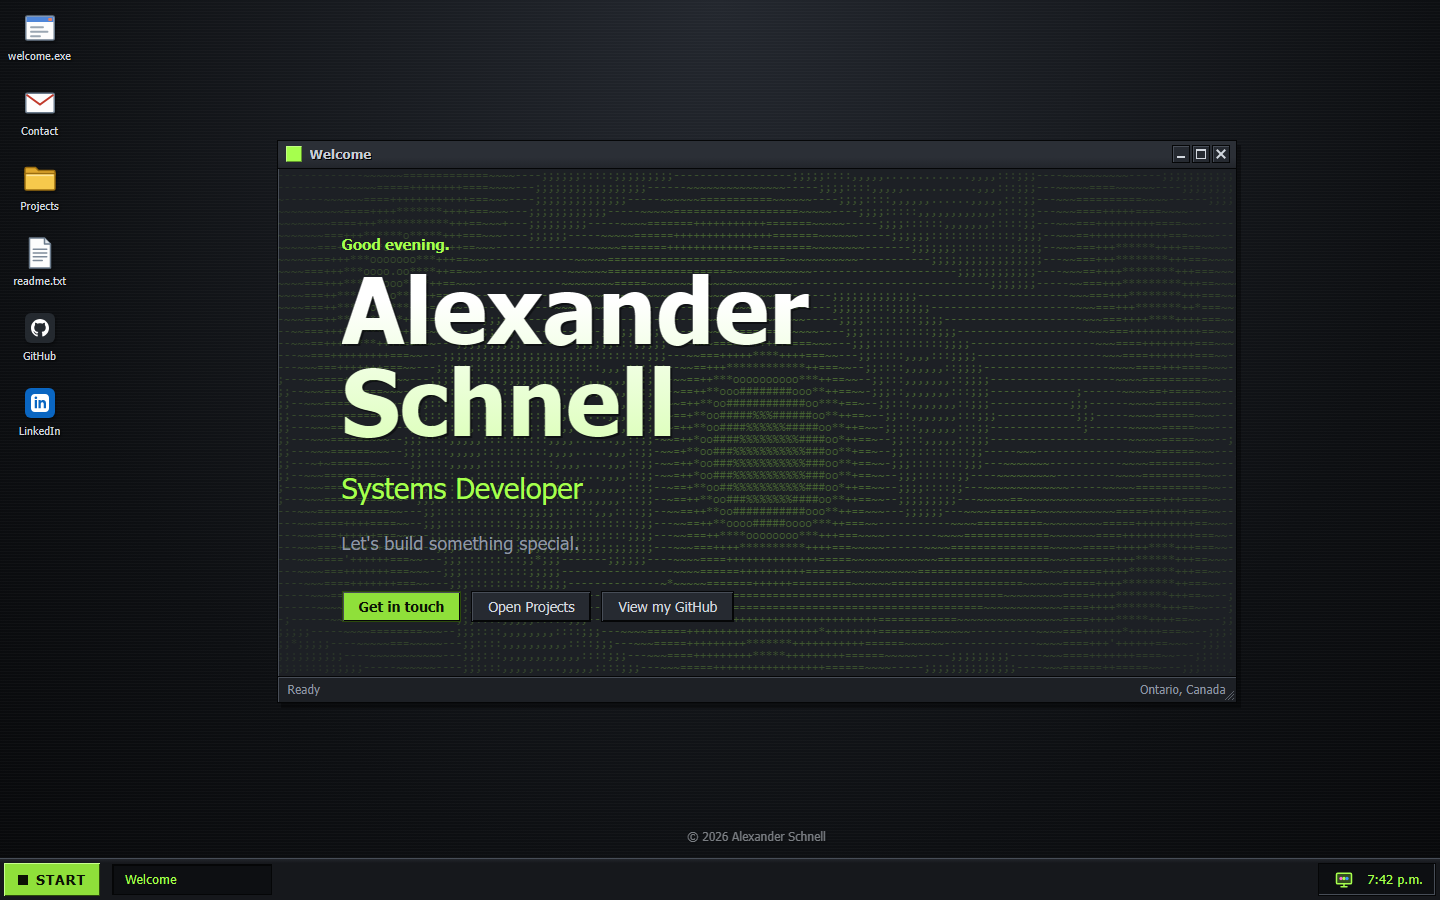 welcome.exe
Contact
Projects
readme.txt
GitHub
LinkedIn
Welcome
Good evening.
Alexander
Schnell
Systems Developer
Let's build something special.
Get in touch
Open Projects
View my GitHub
Ready
Ontario, Canada
© 2026 Alexander Schnell
START
Welcome
7:42 p.m.